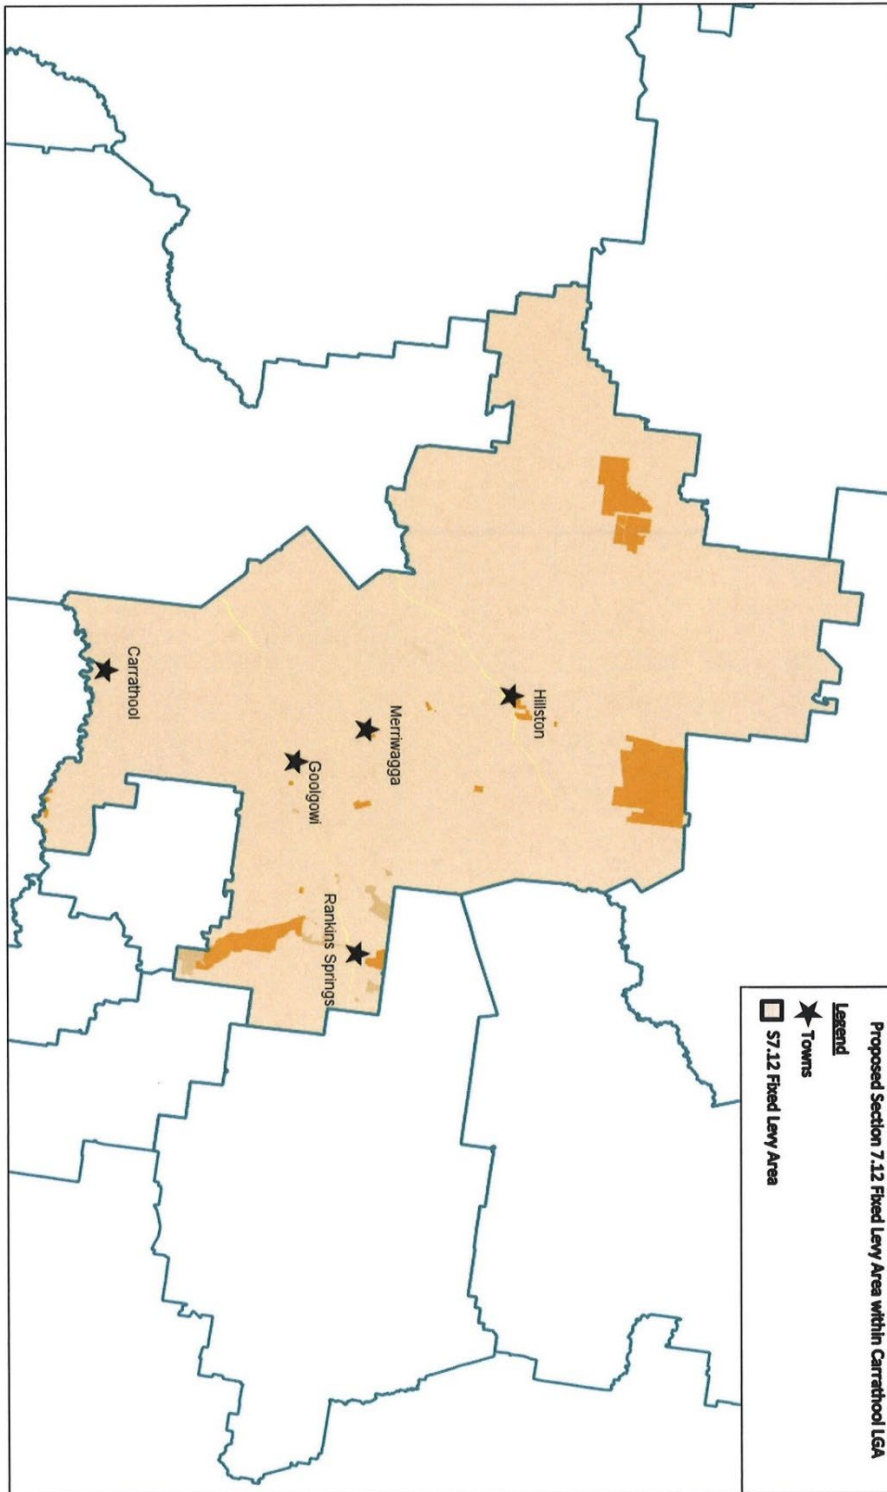 Proposed Section 7.12 Fixed Levy Area within Carrathool LGA
Legend
Towns
S7.12 Fixed Levy Area
Hillston
Merriwagga
Goolgowi
Rankins Springs
Carrathool